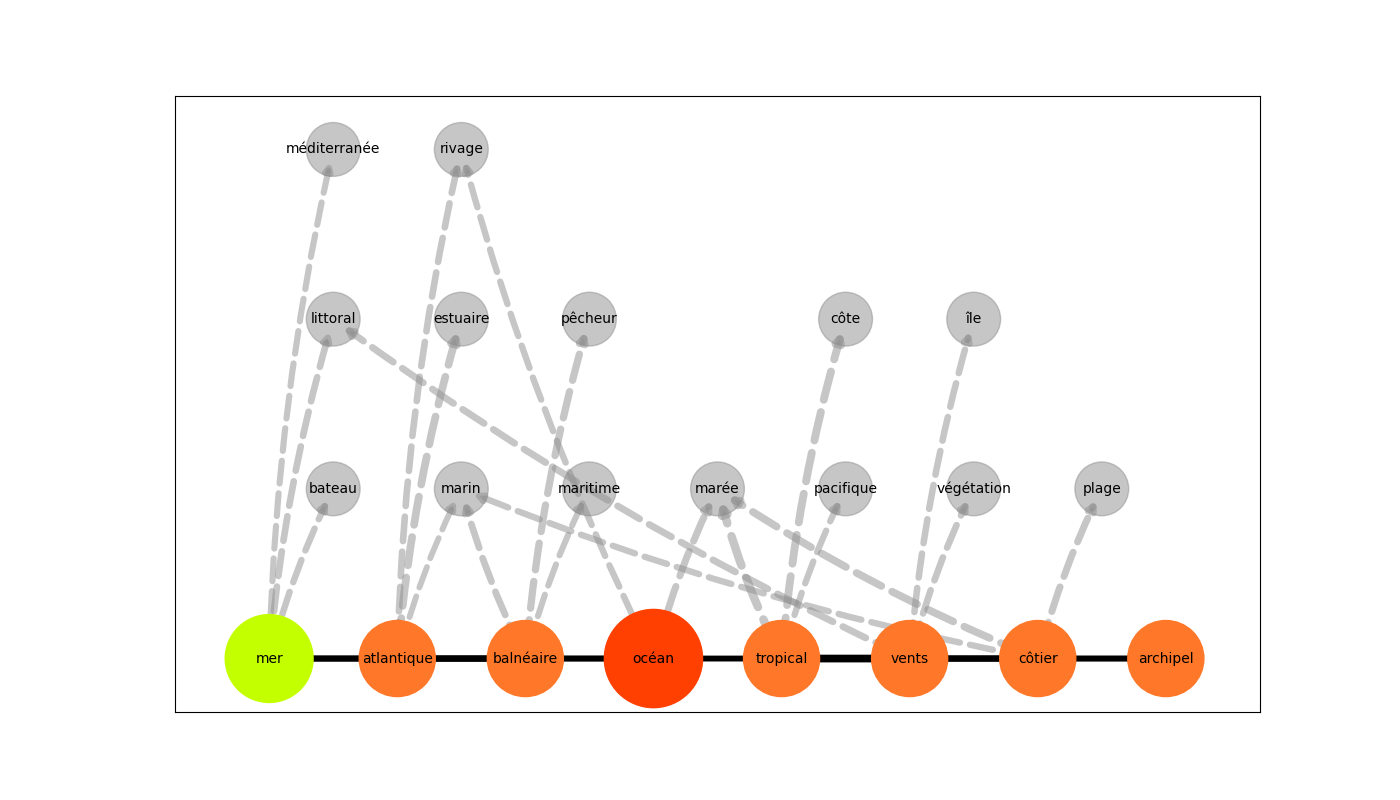 méditerranée rivage
littoral estuaire pêcheur côte île
bateau marin maritime marée pacifique végétation plage
mer atlantique balnéaire océan tropical vents côtier archipel